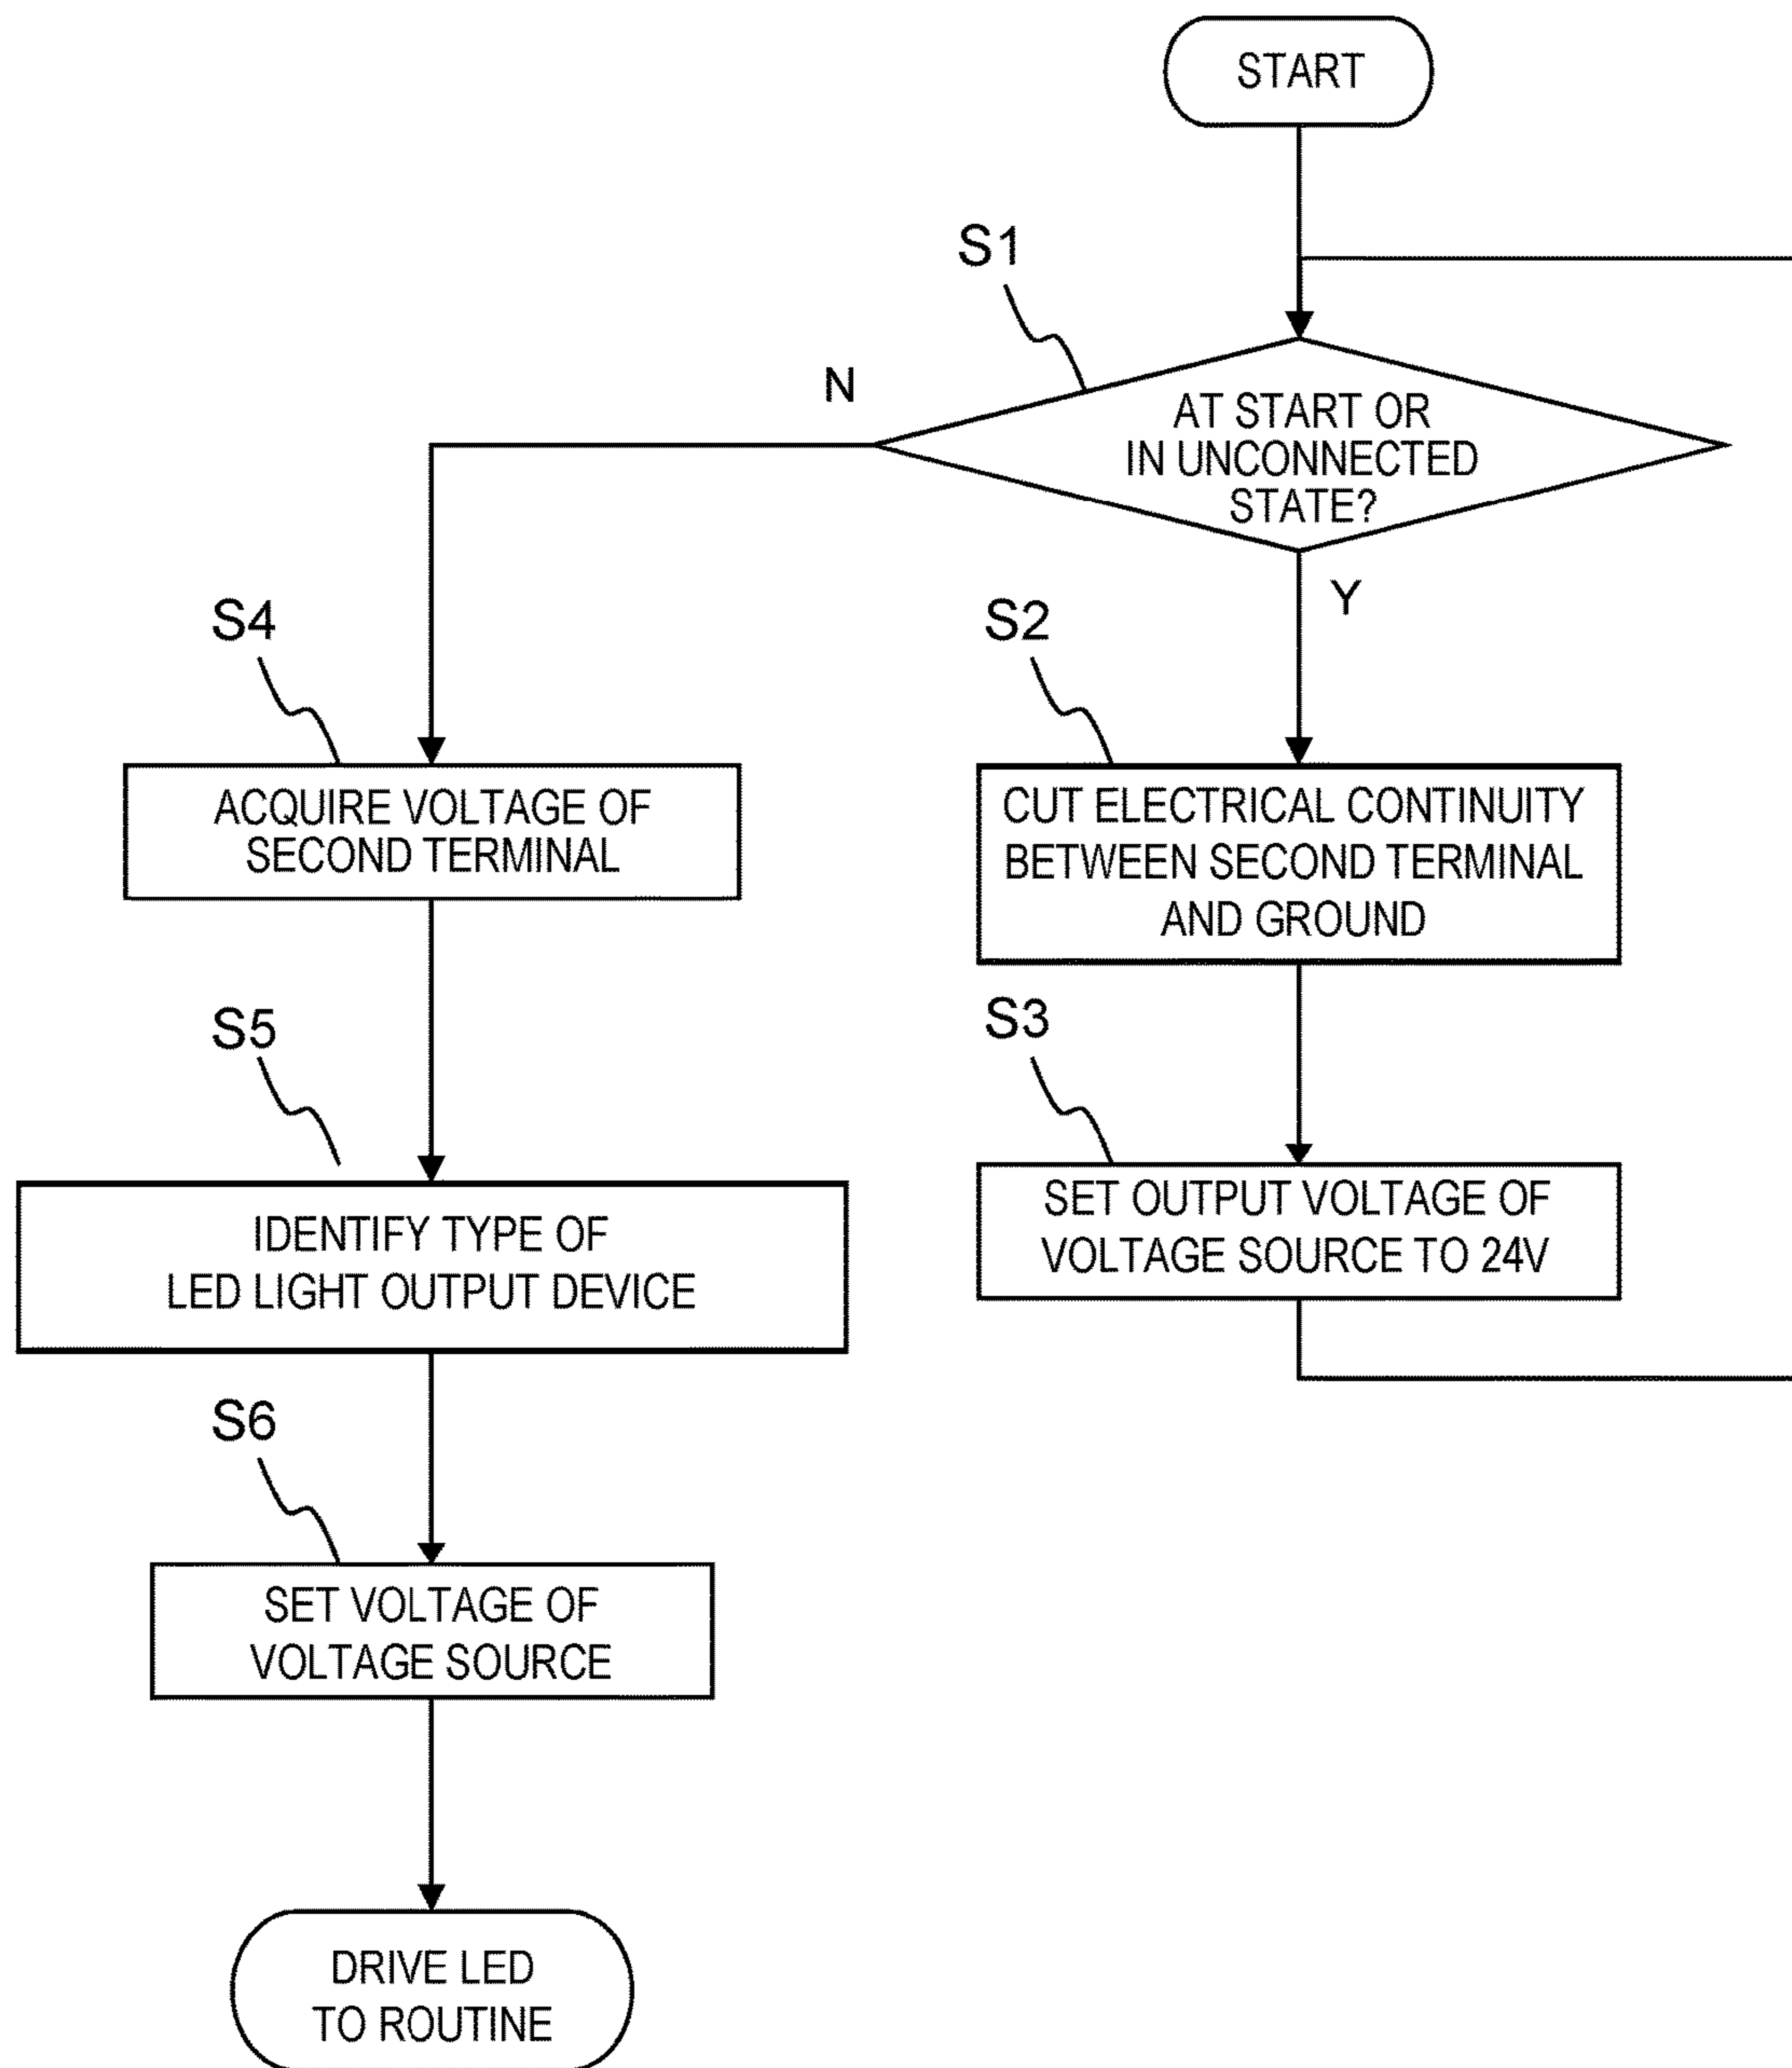 START
S1
N
AT START OR
IN UNCONNECTED
STATE?
Y
S4
ACQUIRE VOLTAGE OF
SECOND TERMINAL
S2
CUT ELECTRICAL CONTINUITY
BETWEEN SECOND TERMINAL
AND GROUND
S5
IDENTIFY TYPE OF
LED LIGHT OUTPUT DEVICE
S3
SET OUTPUT VOLTAGE OF
VOLTAGE SOURCE TO 24V
S6
SET VOLTAGE OF
VOLTAGE SOURCE
DRIVE LED
TO ROUTINE